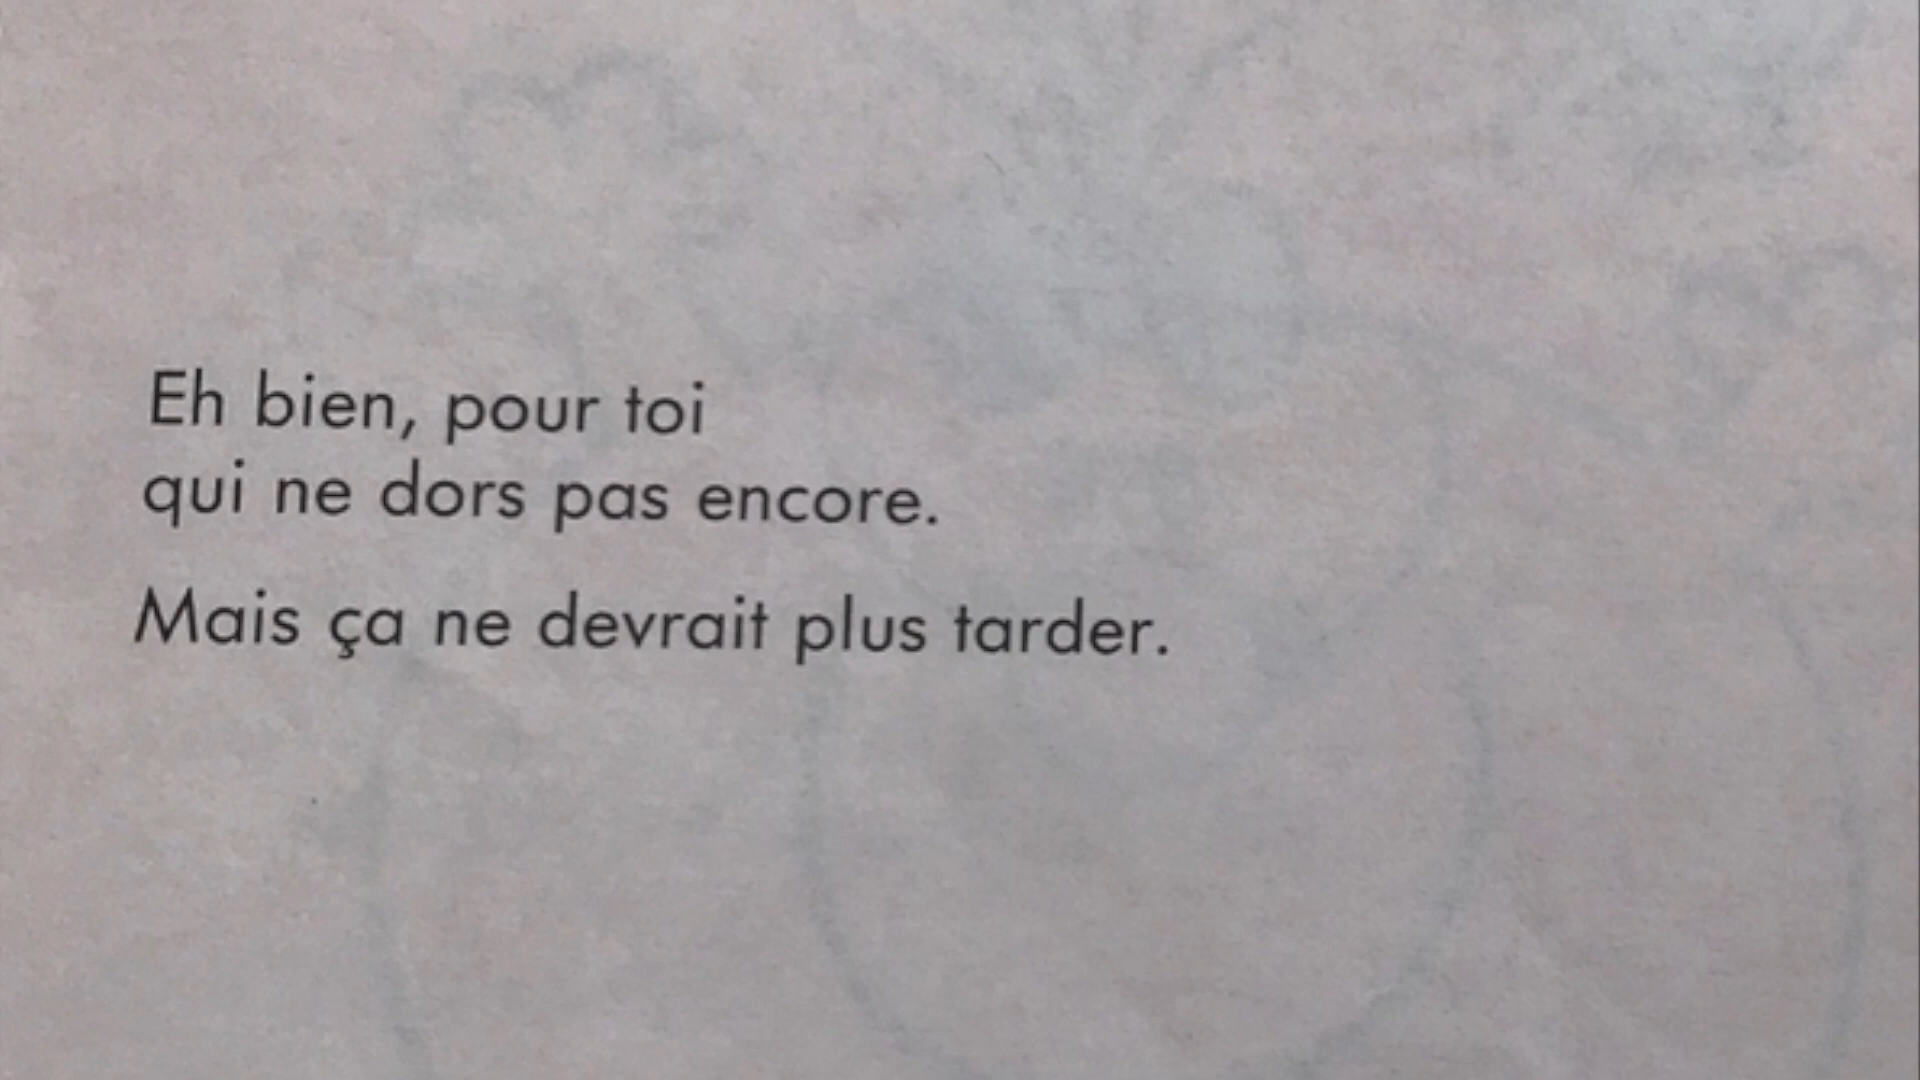 Eh bien, pour toi
qui ne dors pas encore.
Mais ça ne devrait plus tarder.